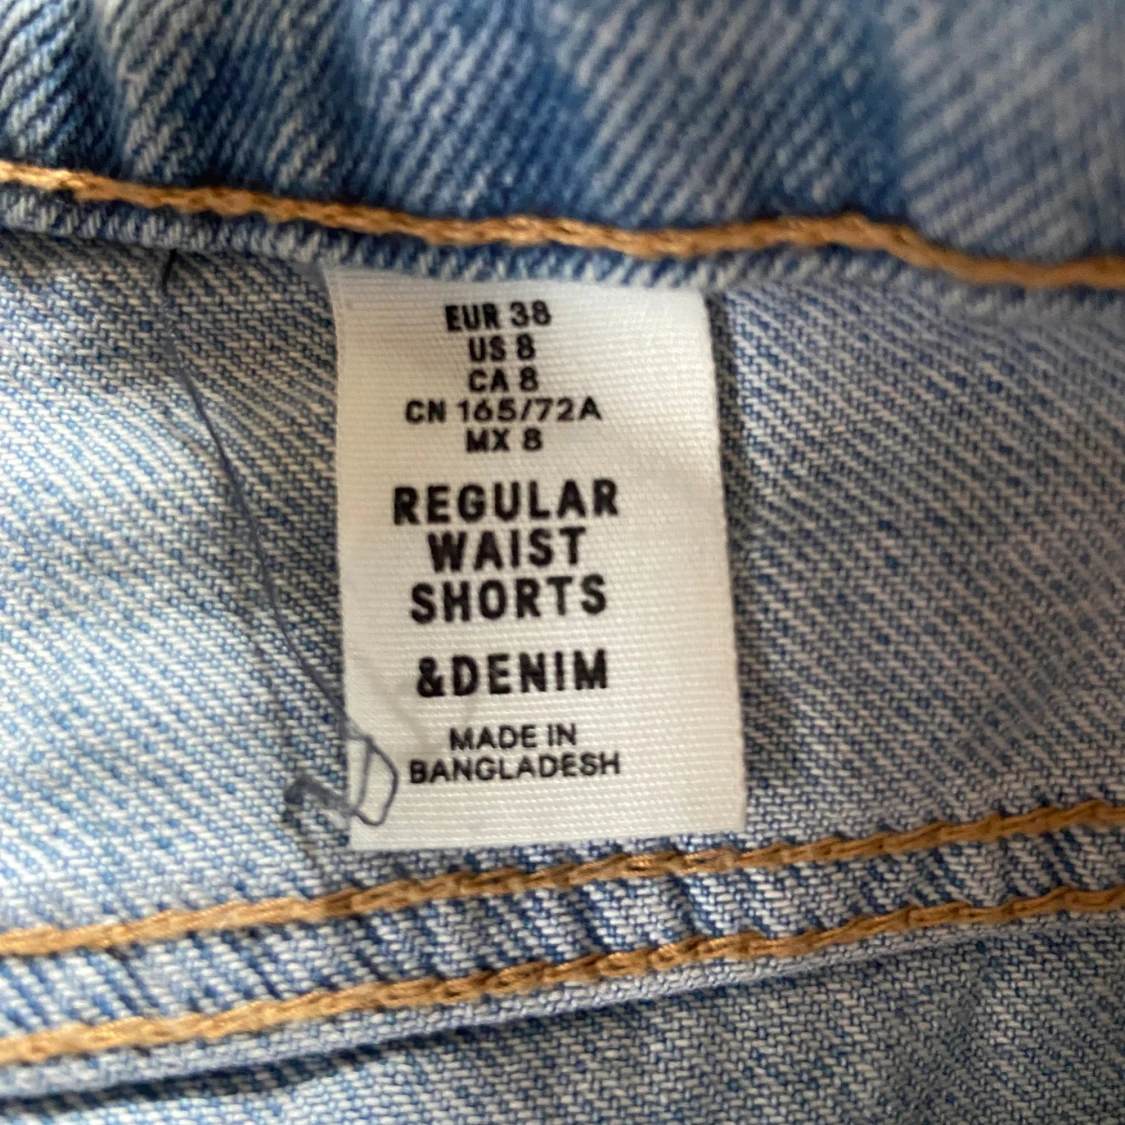 EUR 38
US 8
CA 8
CN 165/72A
MX 8
REGULAR
WAIST
SHORTS
&DENIM
MADE IN
BANGLADESH